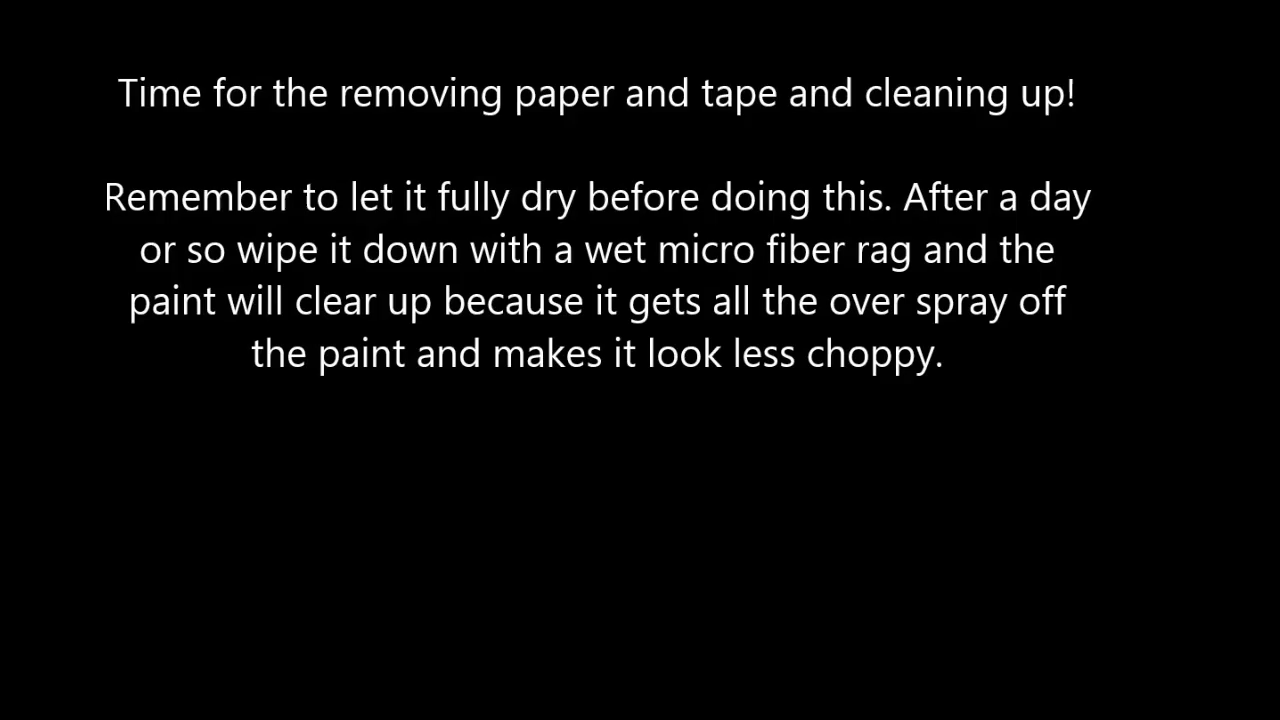 Time for the removing paper and tape and cleaning up!
Remember to let it fully dry before doing this. After a day
or so wipe it down with a wet micro fiber rag and the
paint will clear up because it gets all the over spray off
the paint and makes it look less choppy.